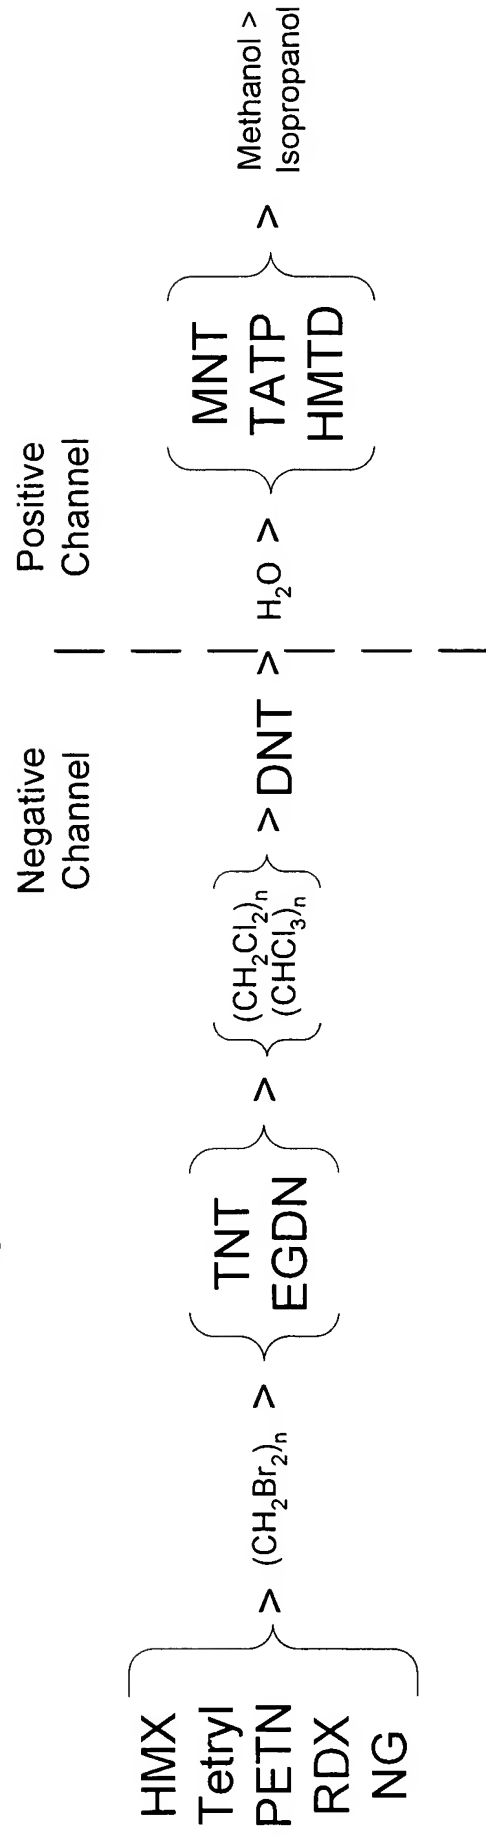 Negative
Channel
Positive
Channel
HMX
Tetryl
PETN
RDX
NG
> (CH₂Br₂)ₙ >
TNT
EGDN
>
(CH₂Cl₂)ₙ
(CHCl₃)ₙ
> DNT > H₂O >
MNT
TATP
HMTD
>
Methanol >
Isopropanol